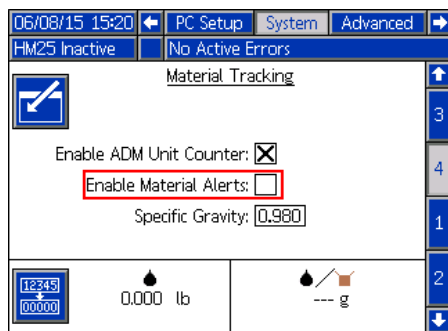 06/08/15 15:20 PC Setup System Advanced
HM25 Inactive No Active Errors
Material Tracking
3
Enable ADM Unit Counter:
4
Enable Material Alerts:
Specific Gravity: 0.980
1
2
12345
00000
0.000 lb
--- g